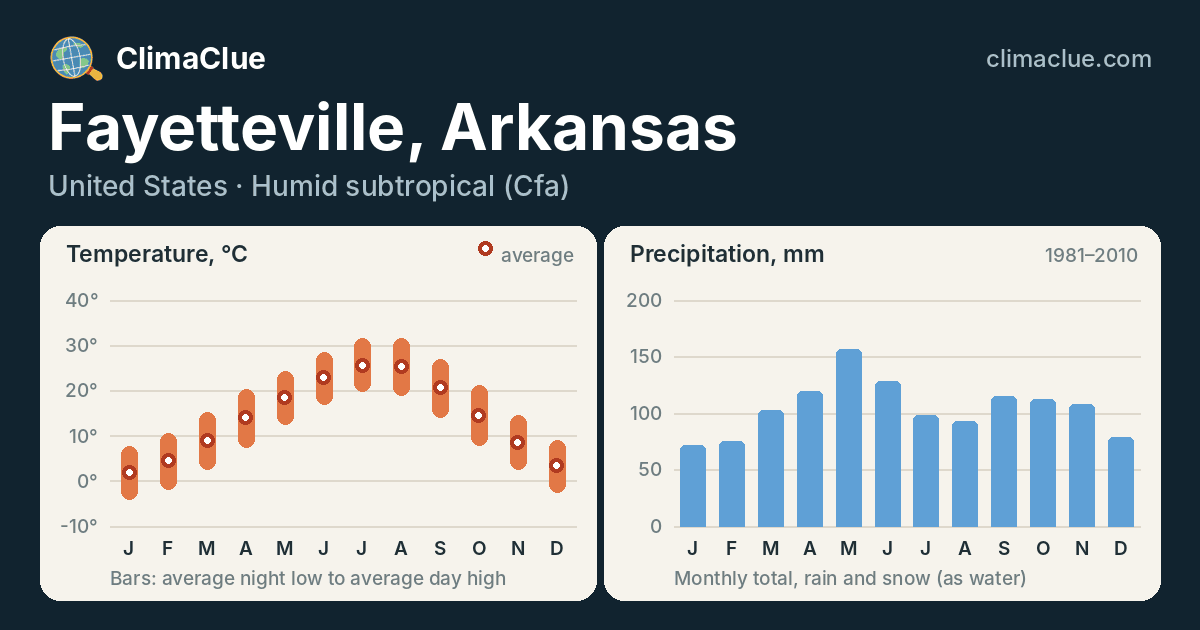 ClimaClue
climaclue.com
Fayetteville, Arkansas
United States · Humid subtropical (Cfa)
Temperature, °C
average
40°
30°
20°
10°
0°
-10°
J F M A M J J A S O N D
Bars: average night low to average day high
Precipitation, mm
1981–2010
200
150
100
50
0
J F M A M J J A S O N D
Monthly total, rain and snow (as water)